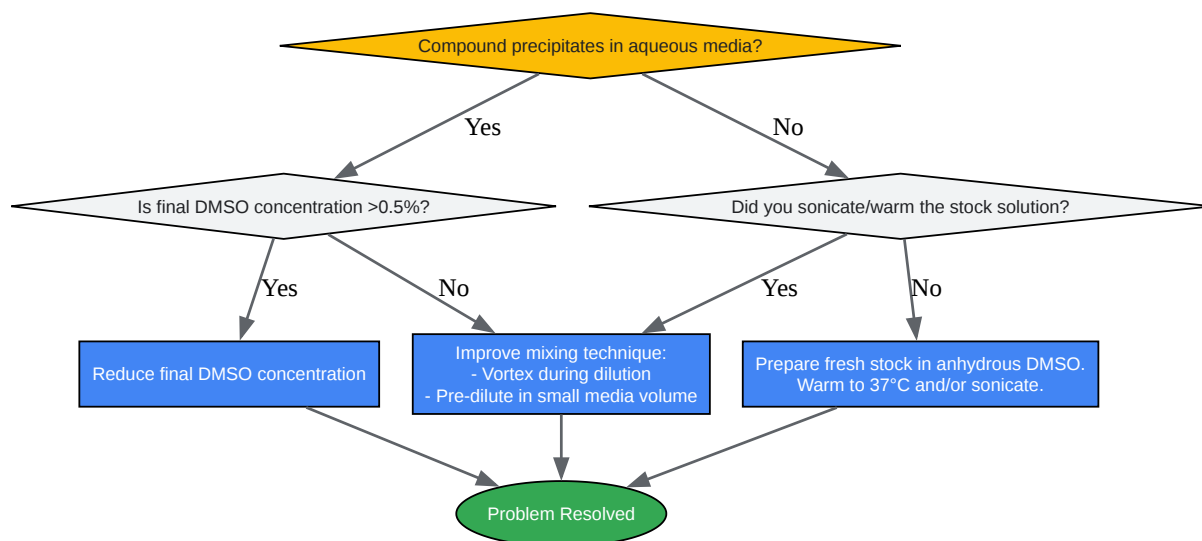 Compound precipitates in aqueous media?
Yes
No
Is final DMSO concentration >0.5%?
Did you sonicate/warm the stock solution?
Yes
No
Yes
No
Reduce final DMSO concentration
Improve mixing technique:
- Vortex during dilution
- Pre-dilute in small media volume
Prepare fresh stock in anhydrous DMSO.
Warm to 37°C and/or sonicate.
Problem Resolved